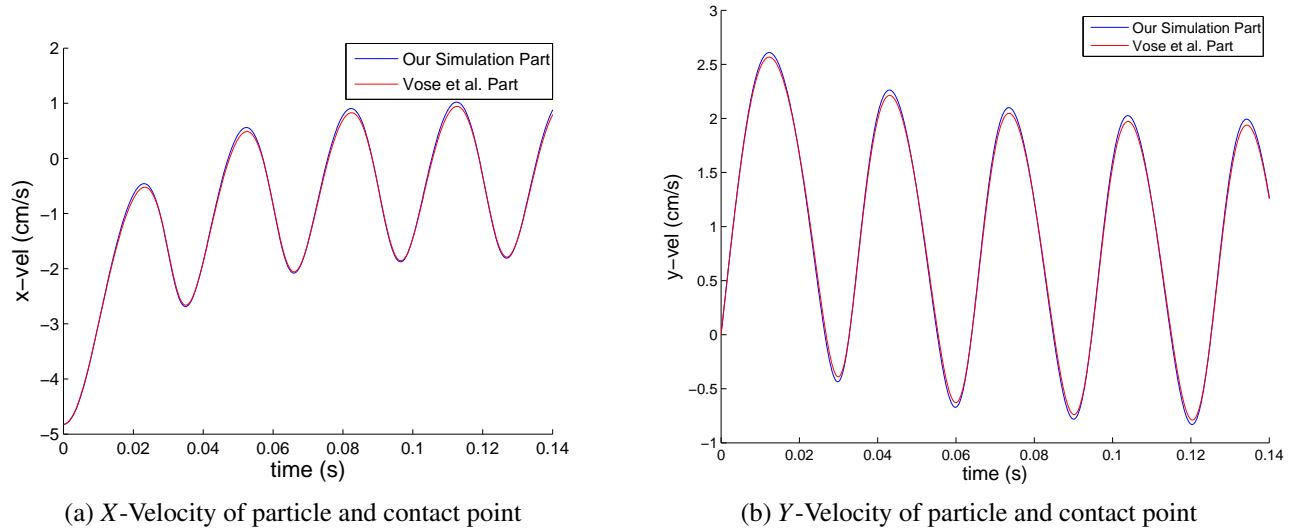 2
1
0
−1
−2
−3
−4
−5
x−vel (cm/s)
0 0.02 0.04 0.06 0.08 0.1 0.12 0.14
time (s)
Our Simulation Part
Vose et al. Part
(a) X-Velocity of particle and contact point
3
2.5
2
1.5
1
0.5
0
−0.5
−1
y−vel (cm/s)
0 0.02 0.04 0.06 0.08 0.1 0.12 0.14
time (s)
Our Simulation Part
Vose et al. Part
(b) Y-Velocity of particle and contact point